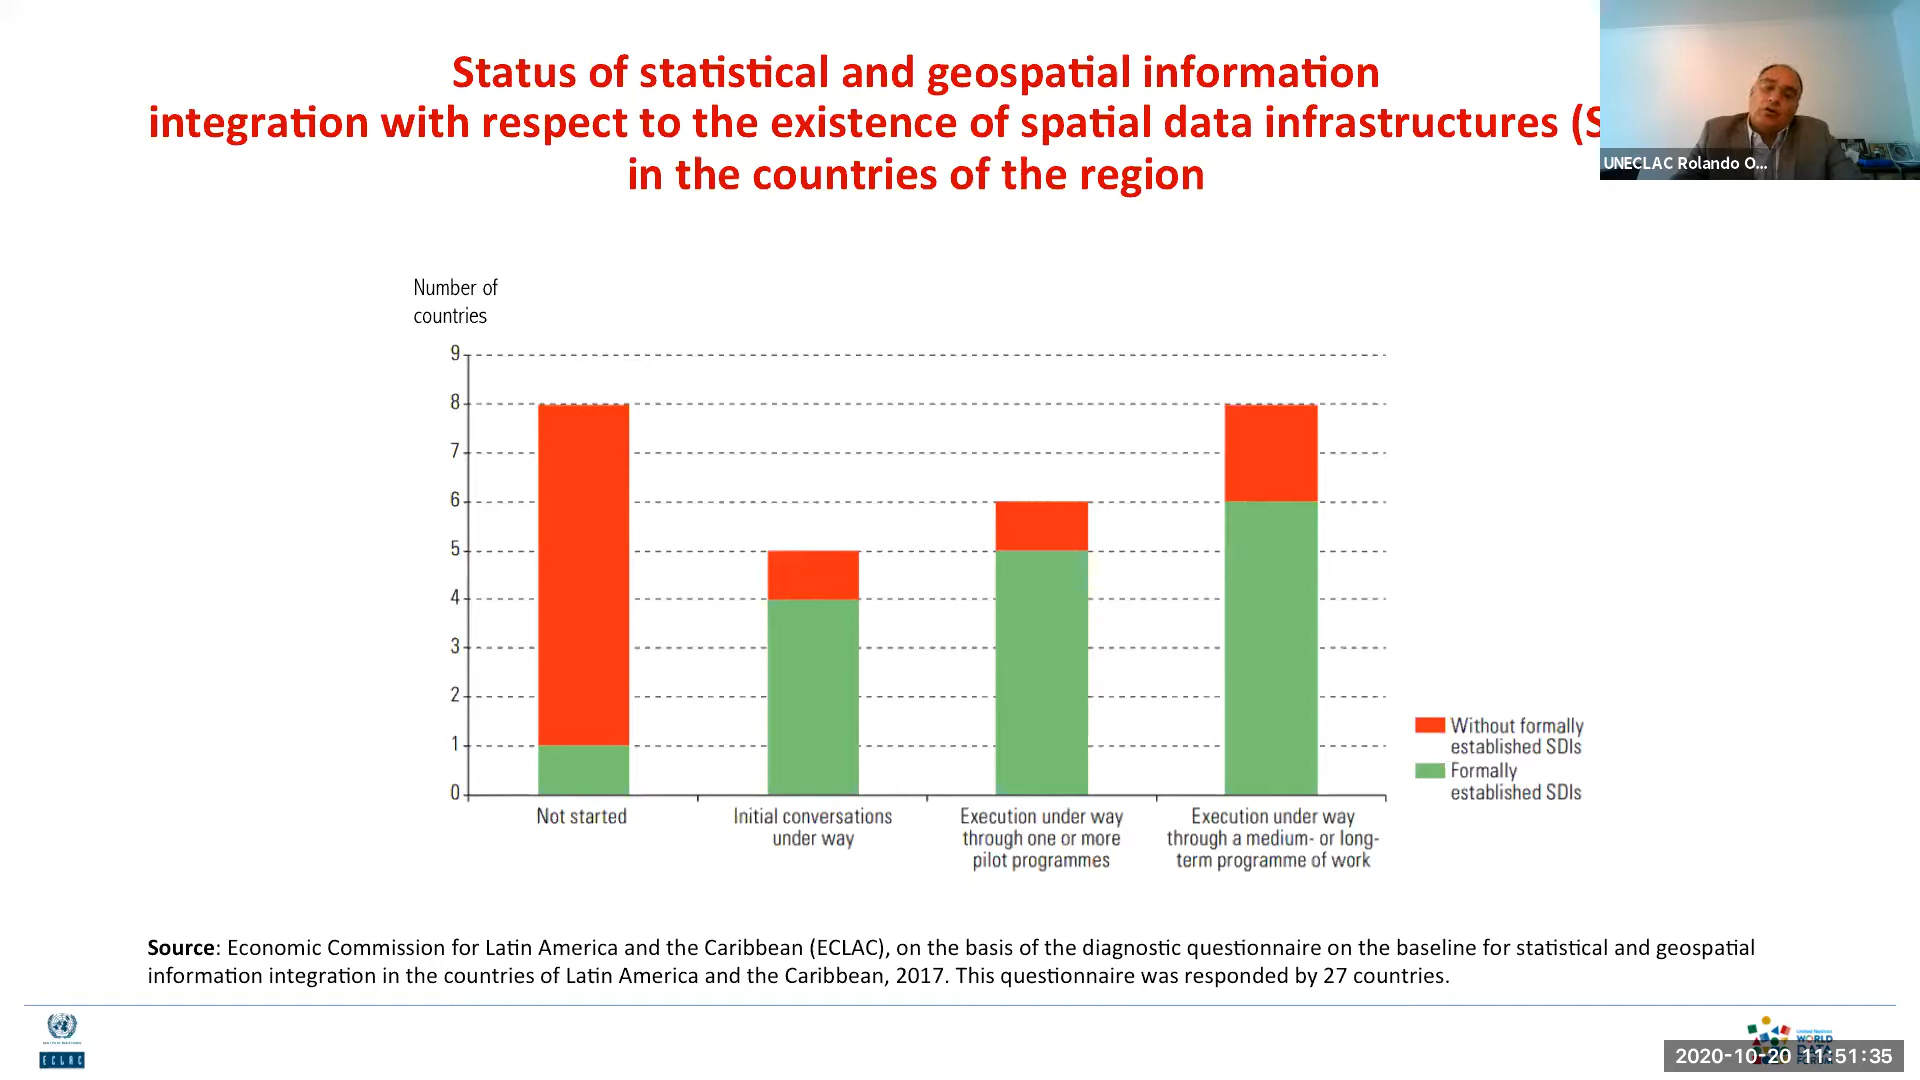 Status of statistical and geospatial information
integration with respect to the existence of spatial data infrastructures (S
in the countries of the region
UNECLAC Rolando O...
Number of
countries
9
8
7
6
5
4
3
2
1
0
Not started
Initial conversations
under way
Execution under way
through one or more
pilot programmes
Execution under way
through a medium- or long-
term programme of work
Without formally
established SDIs
Formally
established SDIs
Source: Economic Commission for Latin America and the Caribbean (ECLAC), on the basis of the diagnostic questionnaire on the baseline for statistical and geospatial
information integration in the countries of Latin America and the Caribbean, 2017. This questionnaire was responded by 27 countries.
ECLAC
United Nations
WORLD
DATA
FORUM
2020-10-20 11:51:35